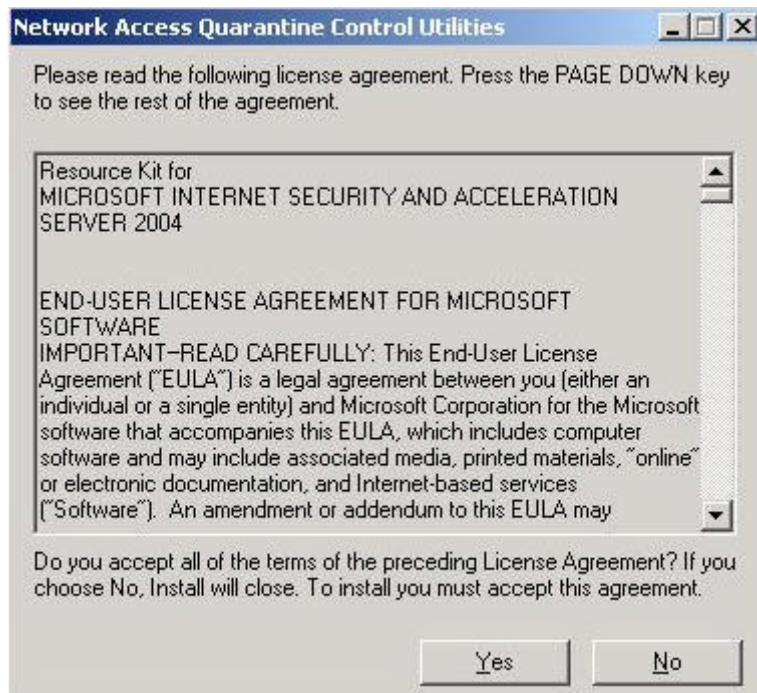 Network Access Quarantine Control Utilities
Please read the following license agreement. Press the PAGE DOWN key
to see the rest of the agreement.
Resource Kit for
MICROSOFT INTERNET SECURITY AND ACCELERATION
SERVER 2004
END-USER LICENSE AGREEMENT FOR MICROSOFT
SOFTWARE
IMPORTANT–READ CAREFULLY: This End-User License
Agreement ("EULA") is a legal agreement between you (either an
individual or a single entity) and Microsoft Corporation for the Microsoft
software that accompanies this EULA, which includes computer
software and may include associated media, printed materials, "online"
or electronic documentation, and Internet-based services
("Software").  An amendment or addendum to this EULA may
Do you accept all of the terms of the preceding License Agreement? If you
choose No, Install will close. To install you must accept this agreement.
Yes No